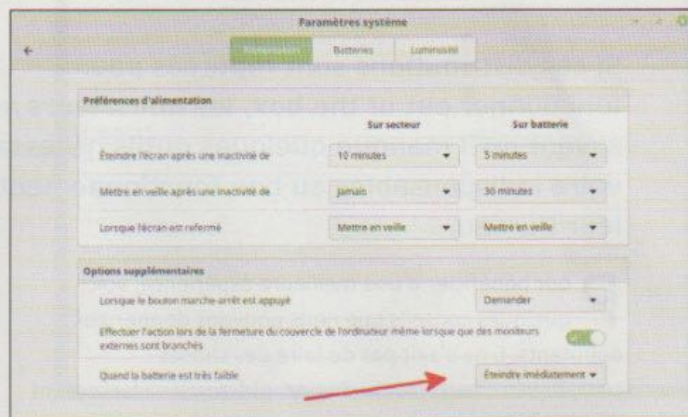 Paramètres système
Alimentation Batteries Luminosité
Préférences d'alimentation
Sur secteur Sur batterie
Éteindre l'écran après une inactivité de 10 minutes 5 minutes
Mettre en veille après une inactivité de Jamais 30 minutes
Lorsque l'écran est refermé Mettre en veille Mettre en veille
Options supplémentaires
Lorsque le bouton marche-arrêt est appuyé Demander
Effectuer l'action lors de la fermeture du couvercle de l'ordinateur même lorsque que des moniteurs
externes sont branchés
Quand la batterie est très faible Éteindre imédiatement